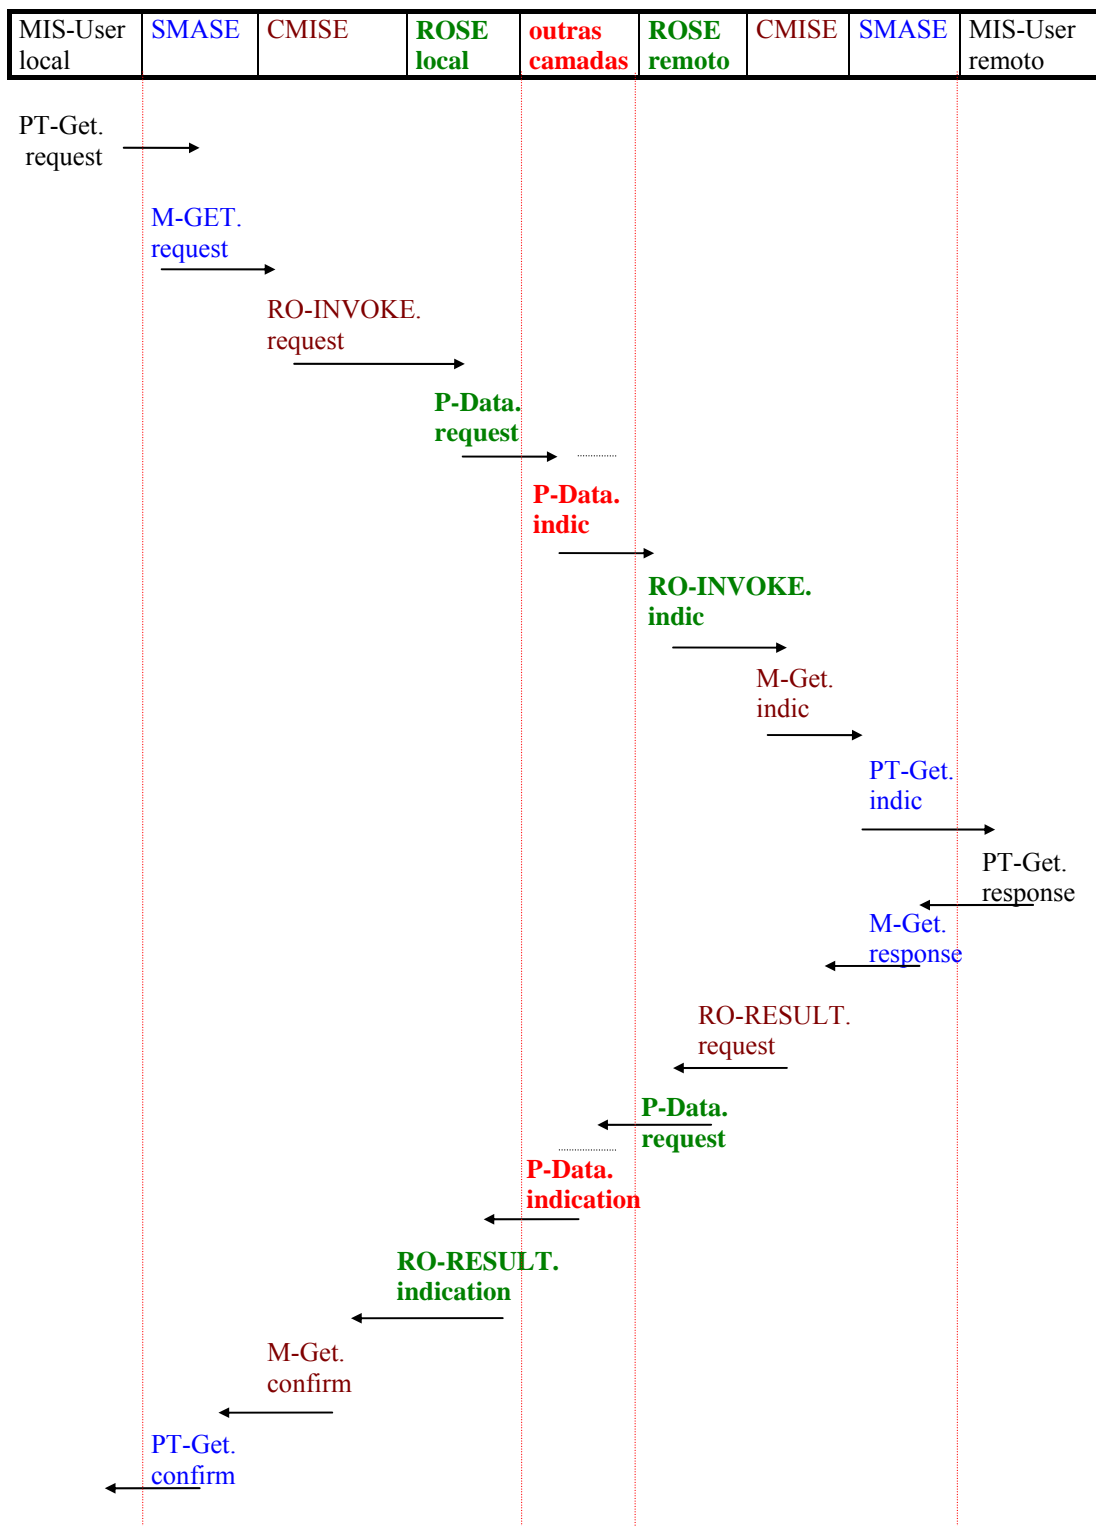 MIS-User local
SMASE
CMISE
ROSE local
outras camadas
ROSE remoto
CMISE
SMASE
MIS-User remoto
PT-Get.
request
M-GET.
request
RO-INVOKE.
request
P-Data.
request
P-Data.
indic
RO-INVOKE.
indic
M-Get.
indic
PT-Get.
indic
PT-Get.
response
M-Get.
response
RO-RESULT.
request
P-Data.
request
P-Data.
indication
RO-RESULT.
indication
M-Get.
confirm
PT-Get.
confirm